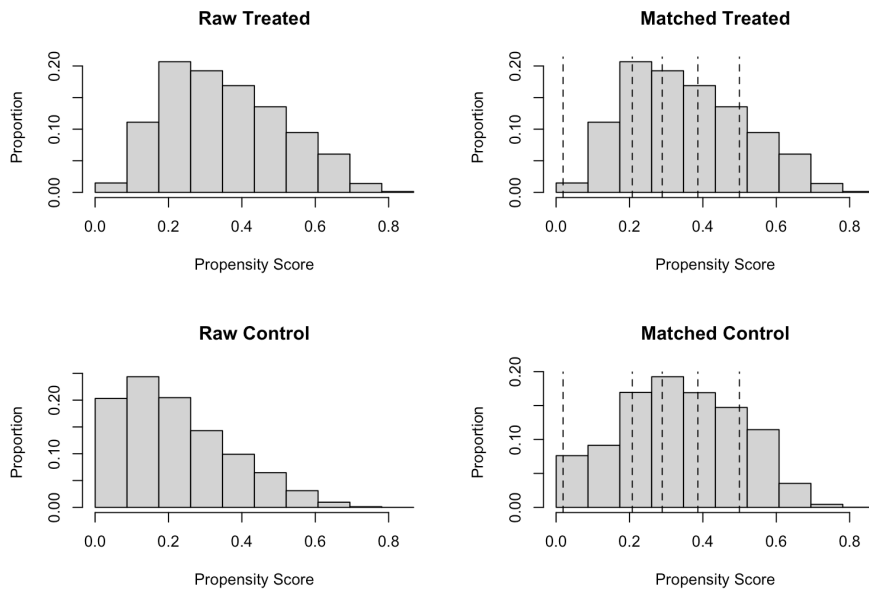 Raw Treated
Proportion
0.00 0.10 0.20
0.0 0.2 0.4 0.6 0.8
Propensity Score
Matched Treated
Proportion
0.00 0.10 0.20
0.0 0.2 0.4 0.6 0.8
Propensity Score
Raw Control
Proportion
0.00 0.10 0.20
0.0 0.2 0.4 0.6 0.8
Propensity Score
Matched Control
Proportion
0.00 0.10 0.20
0.0 0.2 0.4 0.6 0.8
Propensity Score